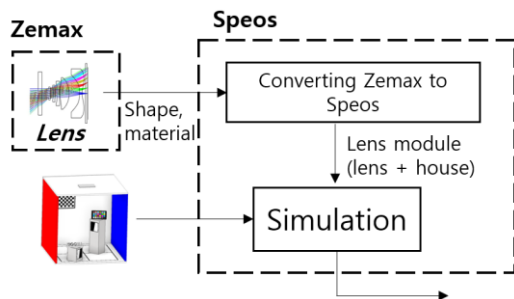 Zemax
Speos
Lens
Shape,
material
Converting Zemax to
Speos
Lens module
(lens + house)
Simulation